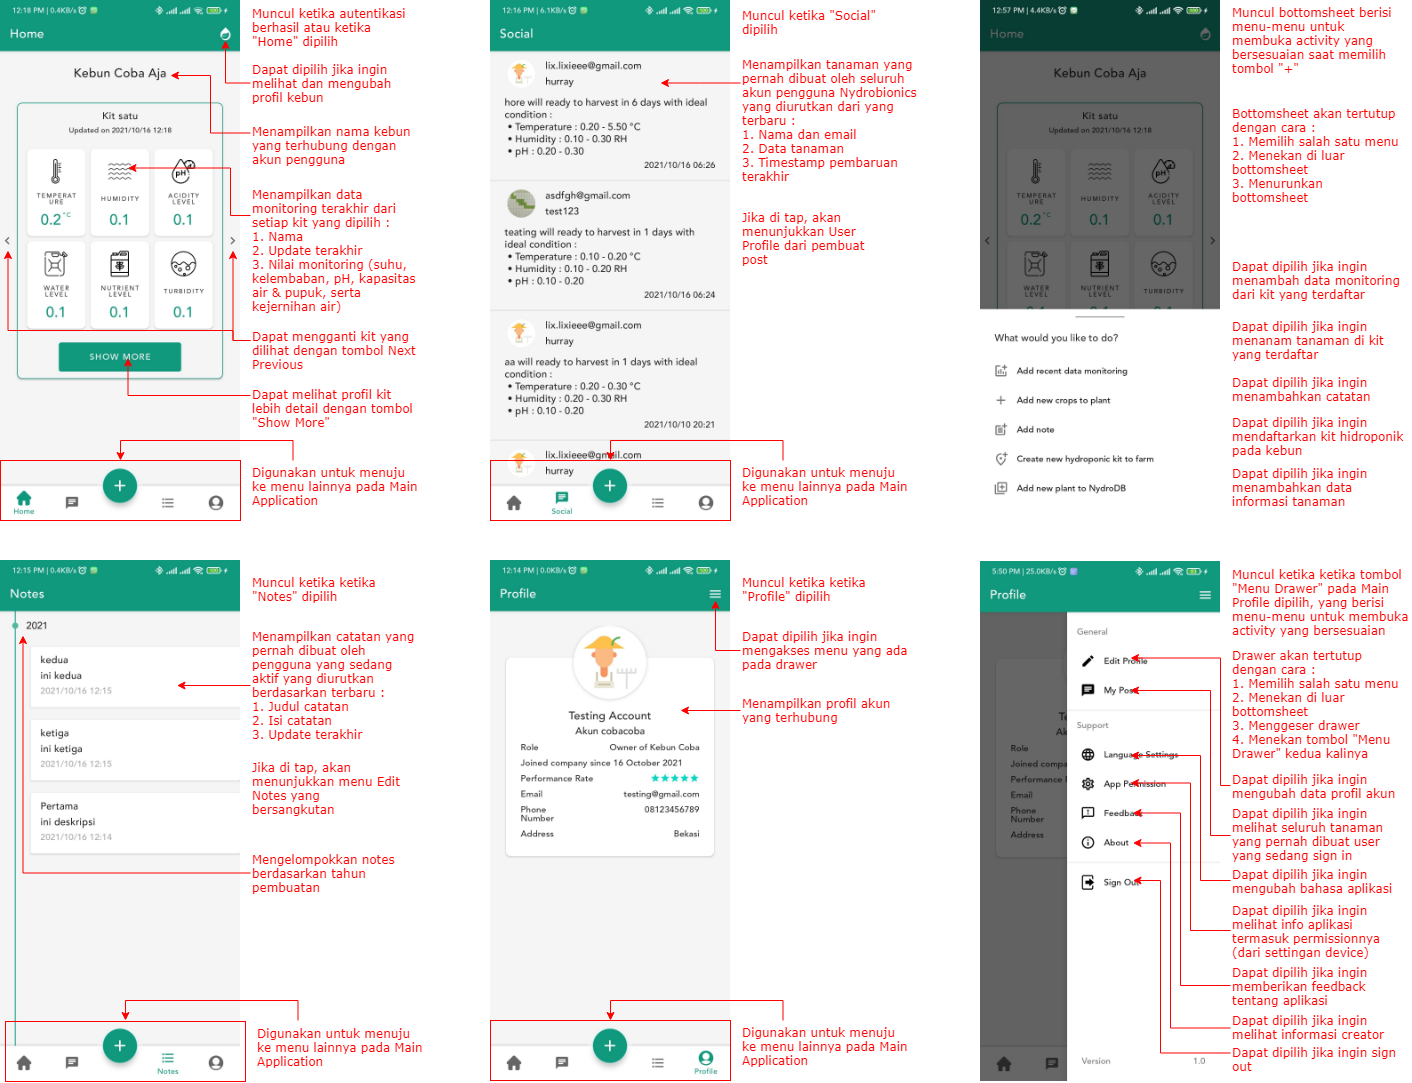 12:18 PM | 0.4KB/s
Home
Kebun Coba Aja
Kit satu
Updated on 2021/10/16 12:18
TEMPERAT
URE
0.2 °C
HUMIDITY
0.1
pH
ACIDITY
LEVEL
0.1
WATER
LEVEL
0.1
NUTRIENT
LEVEL
0.1
TURBIDITY
0.1
SHOW MORE
Home
Muncul ketika autentikasi
berhasil atau ketika
"Home" dipilih
Dapat dipilih jika ingin
melihat dan mengubah
profil kebun
Menampilkan nama kebun
yang terhubung dengan
akun pengguna
Menampilkan data
monitoring terakhir dari
setiap kit yang dipilih :
1. Nama
2. Update terakhir
3. Nilai monitoring (suhu,
kelembaban, pH, kapasitas
air & pupuk, serta
kejernihan air)
Dapat mengganti kit yang
dilihat dengan tombol Next
Previous
Dapat melihat profil kit
lebih detail dengan tombol
"Show More"
Digunakan untuk menuju
ke menu lainnya pada Main
Application
12:16 PM | 6.1KB/s
Social
lix.lixieee@gmail.com
hurray
hore will ready to harvest in 6 days with ideal
condition :
• Temperature : 0.20 - 5.50 °C
• Humidity : 0.10 - 0.30 RH
• pH : 0.20 - 0.30
2021/10/16 06:26
asdfgh@gmail.com
test123
teating will ready to harvest in 1 days with
ideal condition :
• Temperature : 0.10 - 0.20 °C
• Humidity : 0.10 - 0.20 RH
• pH : 0.10 - 0.20
2021/10/16 06:24
lix.lixieee@gmail.com
hurray
aa will ready to harvest in 1 days with ideal
condition :
• Temperature : 0.20 - 0.30 °C
• Humidity : 0.20 - 0.30 RH
• pH : 0.10 - 0.20
2021/10/10 20:21
lix.lixieee@gmail.com
hurray
Social
Muncul ketika "Social"
dipilih
Menampilkan tanaman yang
pernah dibuat oleh seluruh
akun pengguna Nydrobionics
yang diurutkan dari yang
terbaru :
1. Nama dan email
2. Data tanaman
3. Timestamp pembaruan
terakhir
Jika di tap, akan
menunjukkan User
Profile dari pembuat
post
Digunakan untuk menuju
ke menu lainnya pada Main
Application
12:57 PM | 4.4KB/s
Home
Kebun Coba Aja
Kit satu
Updated on 2021/10/16 12:18
TEMPERAT
URE
0.2 °C
HUMIDITY
0.1
pH
ACIDITY
LEVEL
0.1
WATER
LEVEL
NUTRIENT
LEVEL
TURBIDITY
0.1
0.1
0.1
What would you like to do?
Add recent data monitoring
Add new crops to plant
Add note
Create new hydroponic kit to farm
Add new plant to NydroDB
Muncul bottomsheet berisi
menu-menu untuk
membuka activity yang
bersesuaian saat memilih
tombol "+"
Bottomsheet akan tertutup
dengan cara :
1. Memilih salah satu menu
2. Menekan di luar
bottomsheet
3. Menurunkan
bottomsheet
Dapat dipilih jika ingin
menambah data monitoring
dari kit yang terdaftar
Dapat dipilih jika ingin
menanam tanaman di kit
yang terdaftar
Dapat dipilih jika ingin
menambahkan catatan
Dapat dipilih jika ingin
mendaftarkan kit hidroponik
pada kebun
Dapat dipilih jika ingin
menambahkan data
informasi tanaman
12:15 PM | 0.4KB/s
Notes
2021
kedua
ini kedua
2021/10/16 12:15
ketiga
ini ketiga
2021/10/16 12:15
Pertama
ini deskripsi
2021/10/16 12:14
Notes
Muncul ketika ketika
"Notes" dipilih
Menampilkan catatan yang
pernah dibuat oleh
pengguna yang sedang
aktif yang diurutkan
berdasarkan terbaru :
1. Judul catatan
2. Isi catatan
3. Update terakhir
Jika di tap, akan
menunjukkan menu Edit
Notes yang
bersangkutan
Mengelompokkan notes
berdasarkan tahun
pembuatan
Digunakan untuk menuju
ke menu lainnya pada Main
Application
12:14 PM | 0.0KB/s
Profile
Testing Account
Akun cobacoba
Role Owner of Kebun Coba
Joined company since 16 October 2021
Performance Rate
Email testing@gmail.com
Phone
Number 08123456789
Address Bekasi
Profile
Muncul ketika ketika
"Profile" dipilih
Dapat dipilih jika ingin
mengakses menu yang ada
pada drawer
Menampilkan profil akun
yang terhubung
Digunakan untuk menuju
ke menu lainnya pada Main
Application
5:50 PM | 25.0KB/s
Profile
Role
Joined compa
Performance
Email
Phone
Number
Address
General
Edit Profile
My Post
Support
Language Settings
App Permission
Feedback
About
Sign Out
Version 1.0
Muncul ketika ketika tombol
"Menu Drawer" pada Main
Profile dipilih, yang berisi
menu-menu untuk membuka
activity yang bersesuaian
Drawer akan tertutup
dengan cara :
1. Memilih salah satu menu
2. Menekan di luar
bottomsheet
3. Menggeser drawer
4. Menekan tombol "Menu
Drawer" kedua kalinya
Dapat dipilih jika ingin
mengubah data profil akun
Dapat dipilih jika ingin
melihat seluruh tanaman
yang pernah dibuat user
yang sedang sign in
Dapat dipilih jika ingin
mengubah bahasa aplikasi
Dapat dipilih jika ingin
melihat info aplikasi
termasuk permissionnya
(dari settingan device)
Dapat dipilih jika ingin
memberikan feedback
tentang aplikasi
Dapat dipilih jika ingin
melihat informasi creator
Dapat dipilih jika ingin sign
out